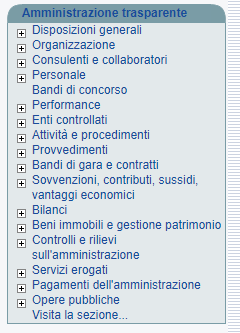 Amministrazione trasparente
Disposizioni generali
Organizzazione
Consulenti e collaboratori
Personale
Bandi di concorso
Performance
Enti controllati
Attività e procedimenti
Provvedimenti
Bandi di gara e contratti
Sovvenzioni, contributi, sussidi,
vantaggi economici
Bilanci
Beni immobili e gestione patrimonio
Controlli e rilievi
sull'amministrazione
Servizi erogati
Pagamenti dell'amministrazione
Opere pubbliche
Visita la sezione...